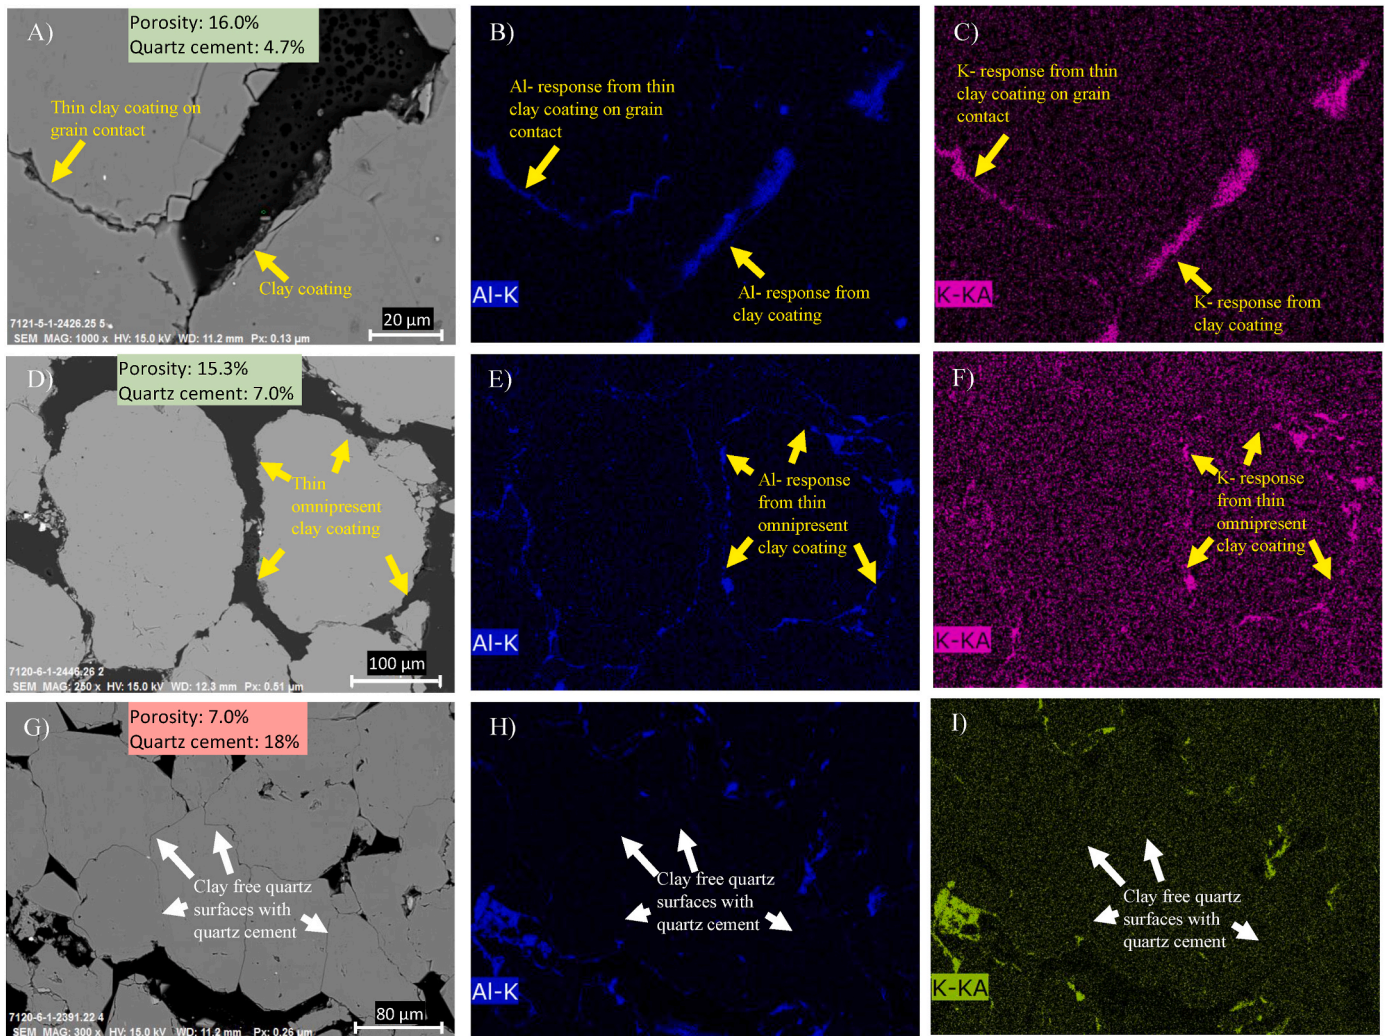 A)
Porosity: 16.0%
Quartz cement: 4.7%
Thin clay coating on
grain contact
Clay coating
20 µm
7121-5-1-2426.25 5
SEM MAG: 1000 x HV: 15.0 kV WD: 11.2 mm Px: 0.13 µm
B)
Al- response from thin
clay coating on grain
contact
Al- response from
clay coating
Al-K
C)
K- response from thin
clay coating on grain
contact
K- response from
clay coating
K-KA
D)
Porosity: 15.3%
Quartz cement: 7.0%
Thin
omnipresent
clay coating
100 µm
7120-6-1-2446.26 2
SEM MAG: 250 x HV: 15.0 kV WD: 12.3 mm Px: 0.51 µm
E)
Al- response
from thin
omnipresent
clay coating
Al-K
F)
K- response
from thin
omnipresent
clay coating
K-KA
G)
Porosity: 7.0%
Quartz cement: 18%
Clay free quartz
surfaces with
quartz cement
80 µm
7120-6-1-2391.22 4
SEM MAG: 300 x HV: 15.0 kV WD: 11.2 mm Px: 0.26 µm
H)
Clay free quartz
surfaces with
quartz cement
Al-K
I)
Clay free quartz
surfaces with
quartz cement
K-KA